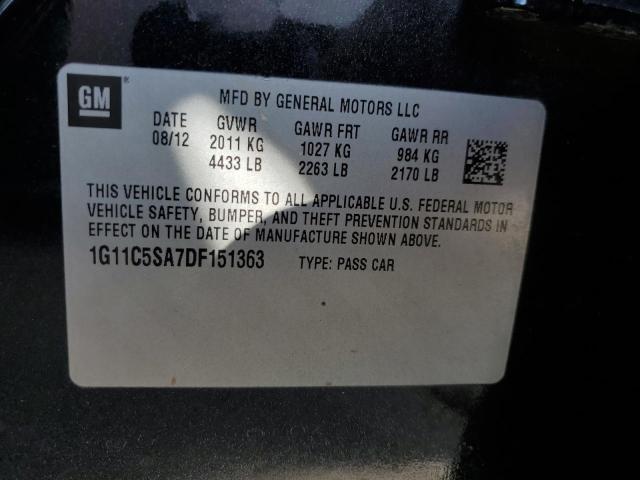 GM ®
MFD BY GENERAL MOTORS LLC
DATE GVWR GAWR FRT GAWR RR
08/12 2011 KG 1027 KG 984 KG
4433 LB 2263 LB 2170 LB
THIS VEHICLE CONFORMS TO ALL APPLICABLE U.S. FEDERAL MOTOR
VEHICLE SAFETY, BUMPER, AND THEFT PREVENTION STANDARDS IN
EFFECT ON THE DATE OF MANUFACTURE SHOWN ABOVE.
1G11C5SA7DF151363 TYPE: PASS CAR